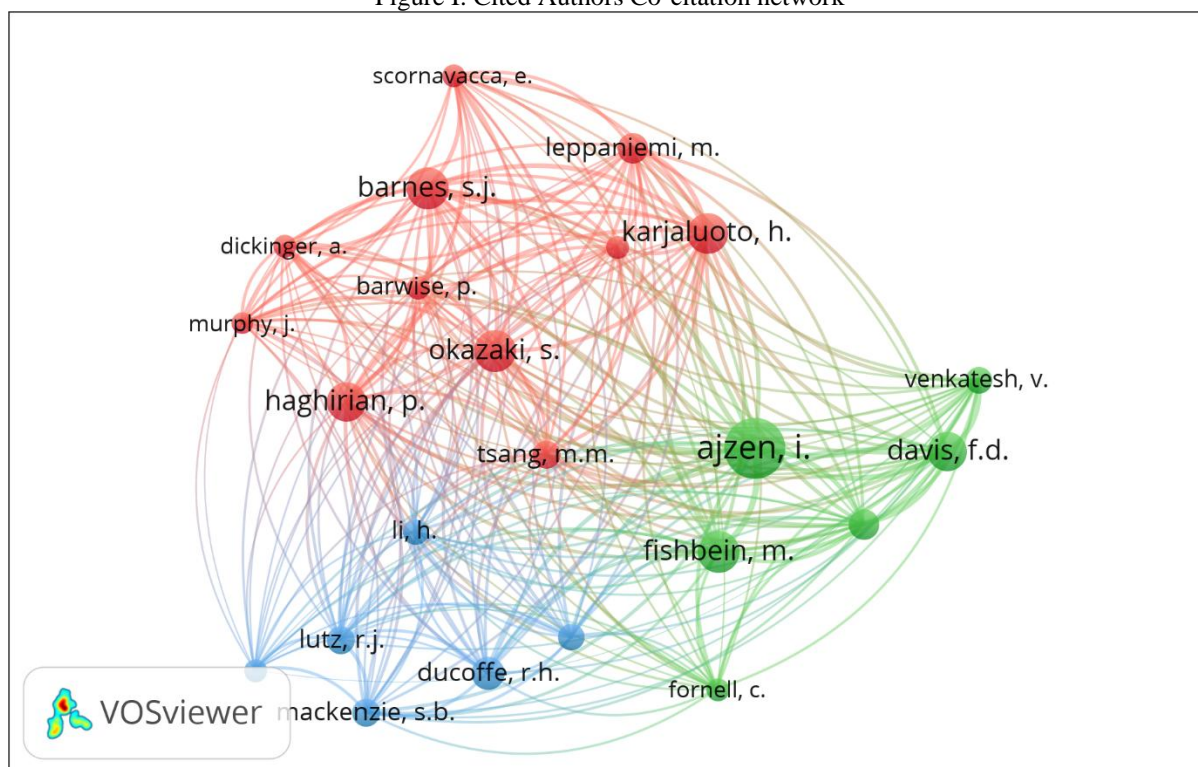 Figure I. Cited Authors Co-citation network
scornavacca, e.
leppaniemi, m.
barnes, s.j.
karjaluoto, h.
dickinger, a.
barwise, p.
murphy, j.
okazaki, s.
venkatesh, v.
haghirian, p.
ajzen, i.
davis, f.d.
tsang, m.m.
li, h.
fishbein, m.
lutz, r.j.
ducoffe, r.h.
fornell, c.
mackenzie, s.b.
VOSviewer